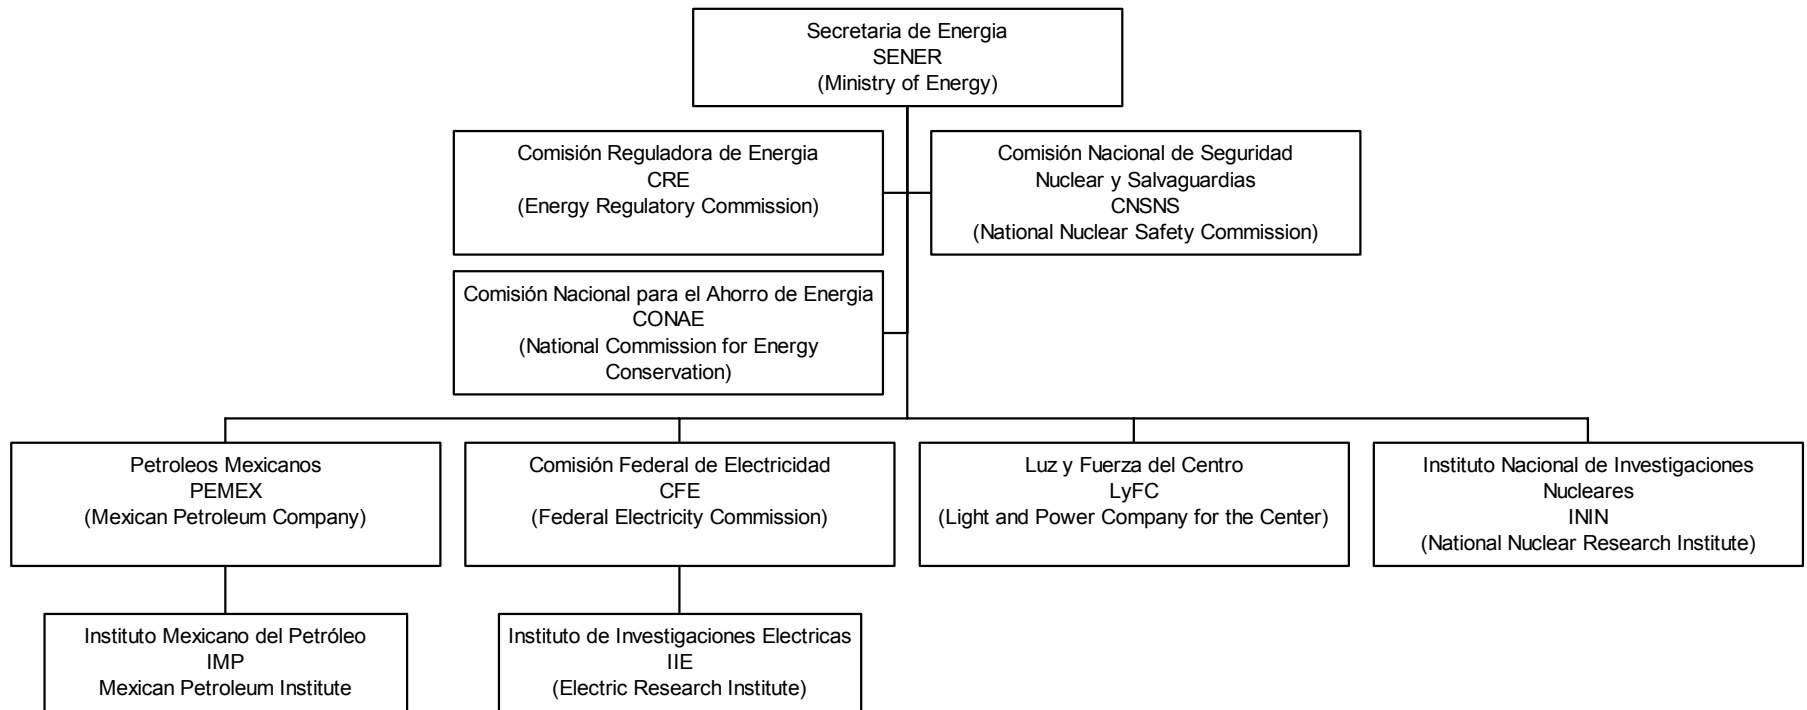 Secretaria de Energia
SENER
(Ministry of Energy)
Comisión Reguladora de Energia
CRE
(Energy Regulatory Commission)
Comisión Nacional de Seguridad
Nuclear y Salvaguardias
CNSNS
(National Nuclear Safety Commission)
Comisión Nacional para el Ahorro de Energia
CONAE
(National Commission for Energy
Conservation)
Petroleos Mexicanos
PEMEX
(Mexican Petroleum Company)
Comisión Federal de Electricidad
CFE
(Federal Electricity Commission)
Luz y Fuerza del Centro
LyFC
(Light and Power Company for the Center)
Instituto Nacional de Investigaciones
Nucleares
ININ
(National Nuclear Research Institute)
Instituto Mexicano del Petróleo
IMP
Mexican Petroleum Institute
Instituto de Investigaciones Electricas
IIE
(Electric Research Institute)